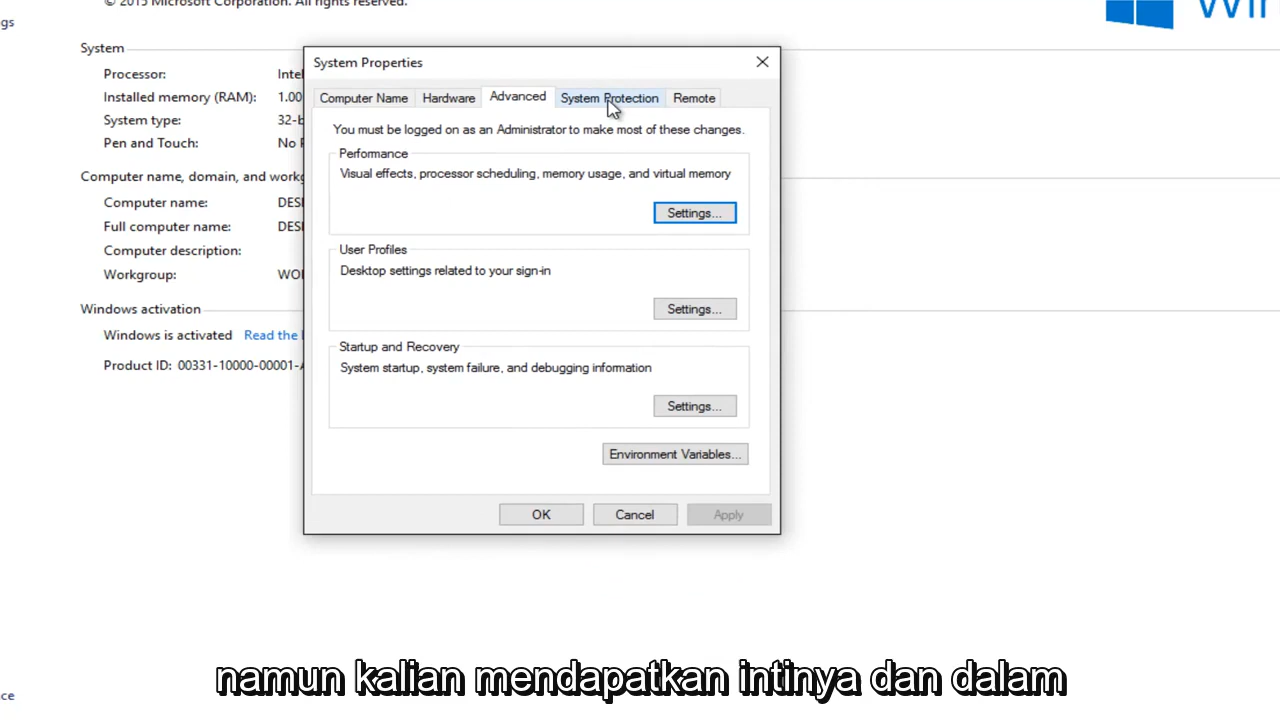 © 2015 Microsoft Corporation. All rights reserved.
System
Processor:
Installed memory (RAM): 1.00
System type: 32-b
Pen and Touch: No
Computer name, domain, and
Computer name:
Full computer name:
Computer description:
Workgroup:
Windows activation
Windows is activated Read the
Product ID: 00331-10000-00001-A
System Properties
Computer Name Hardware Advanced System Protection Remote
You must be logged on as an Administrator to make most of these changes.
Performance
Visual effects, processor scheduling, memory usage, and virtual memory
Settings...
User Profiles
Desktop settings related to your sign-in
Settings...
Startup and Recovery
System startup, system failure, and debugging information
Settings...
Environment Variables...
OK Cancel Apply
namun kalian mendapatkan intinya dan dalam